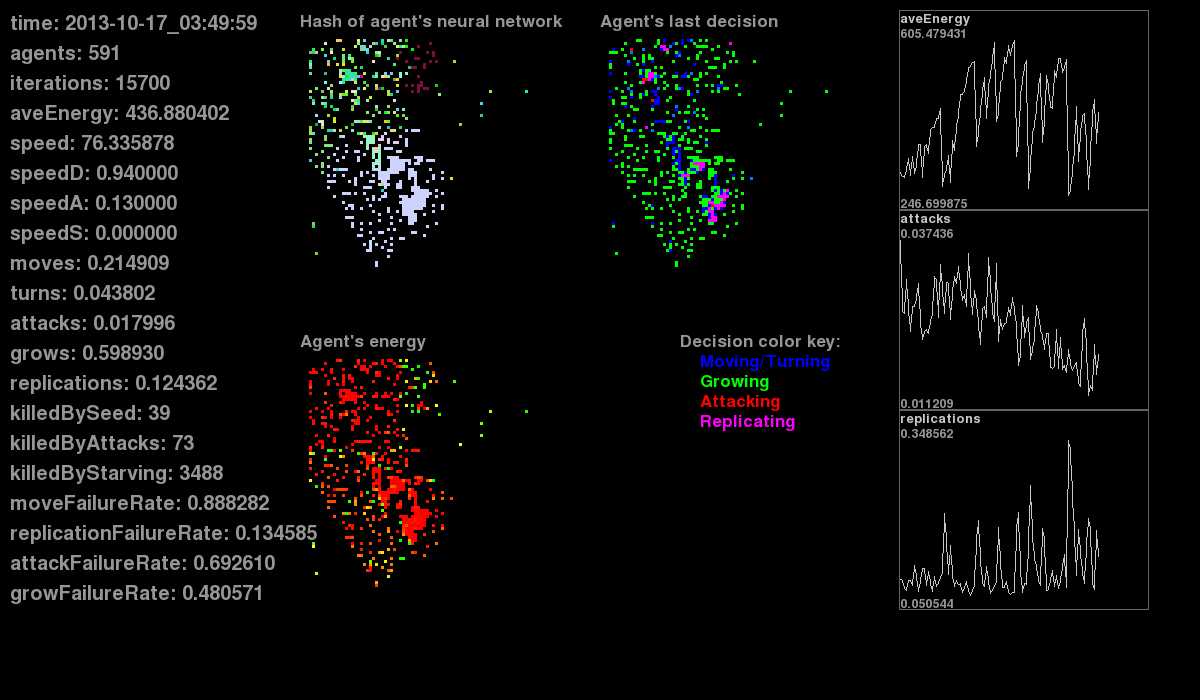 time: 2013-10-17_03:49:59
agents: 591
iterations: 15700
aveEnergy: 436.880402
speed: 76.335878
speedD: 0.940000
speedA: 0.130000
speedS: 0.000000
moves: 0.214909
turns: 0.043802
attacks: 0.017996
grows: 0.598930
replications: 0.124362
killedBySeed: 39
killedByAttacks: 73
killedByStarving: 3488
moveFailureRate: 0.888282
replicationFailureRate: 0.134585
attackFailureRate: 0.692610
growFailureRate: 0.480571
Hash of agent's neural network
Agent's last decision
Agent's energy
Decision color key:
Moving/Turning
Growing
Attacking
Replicating
aveEnergy
605.479431
246.699875
attacks
0.037436
0.011209
replications
0.348562
0.050544